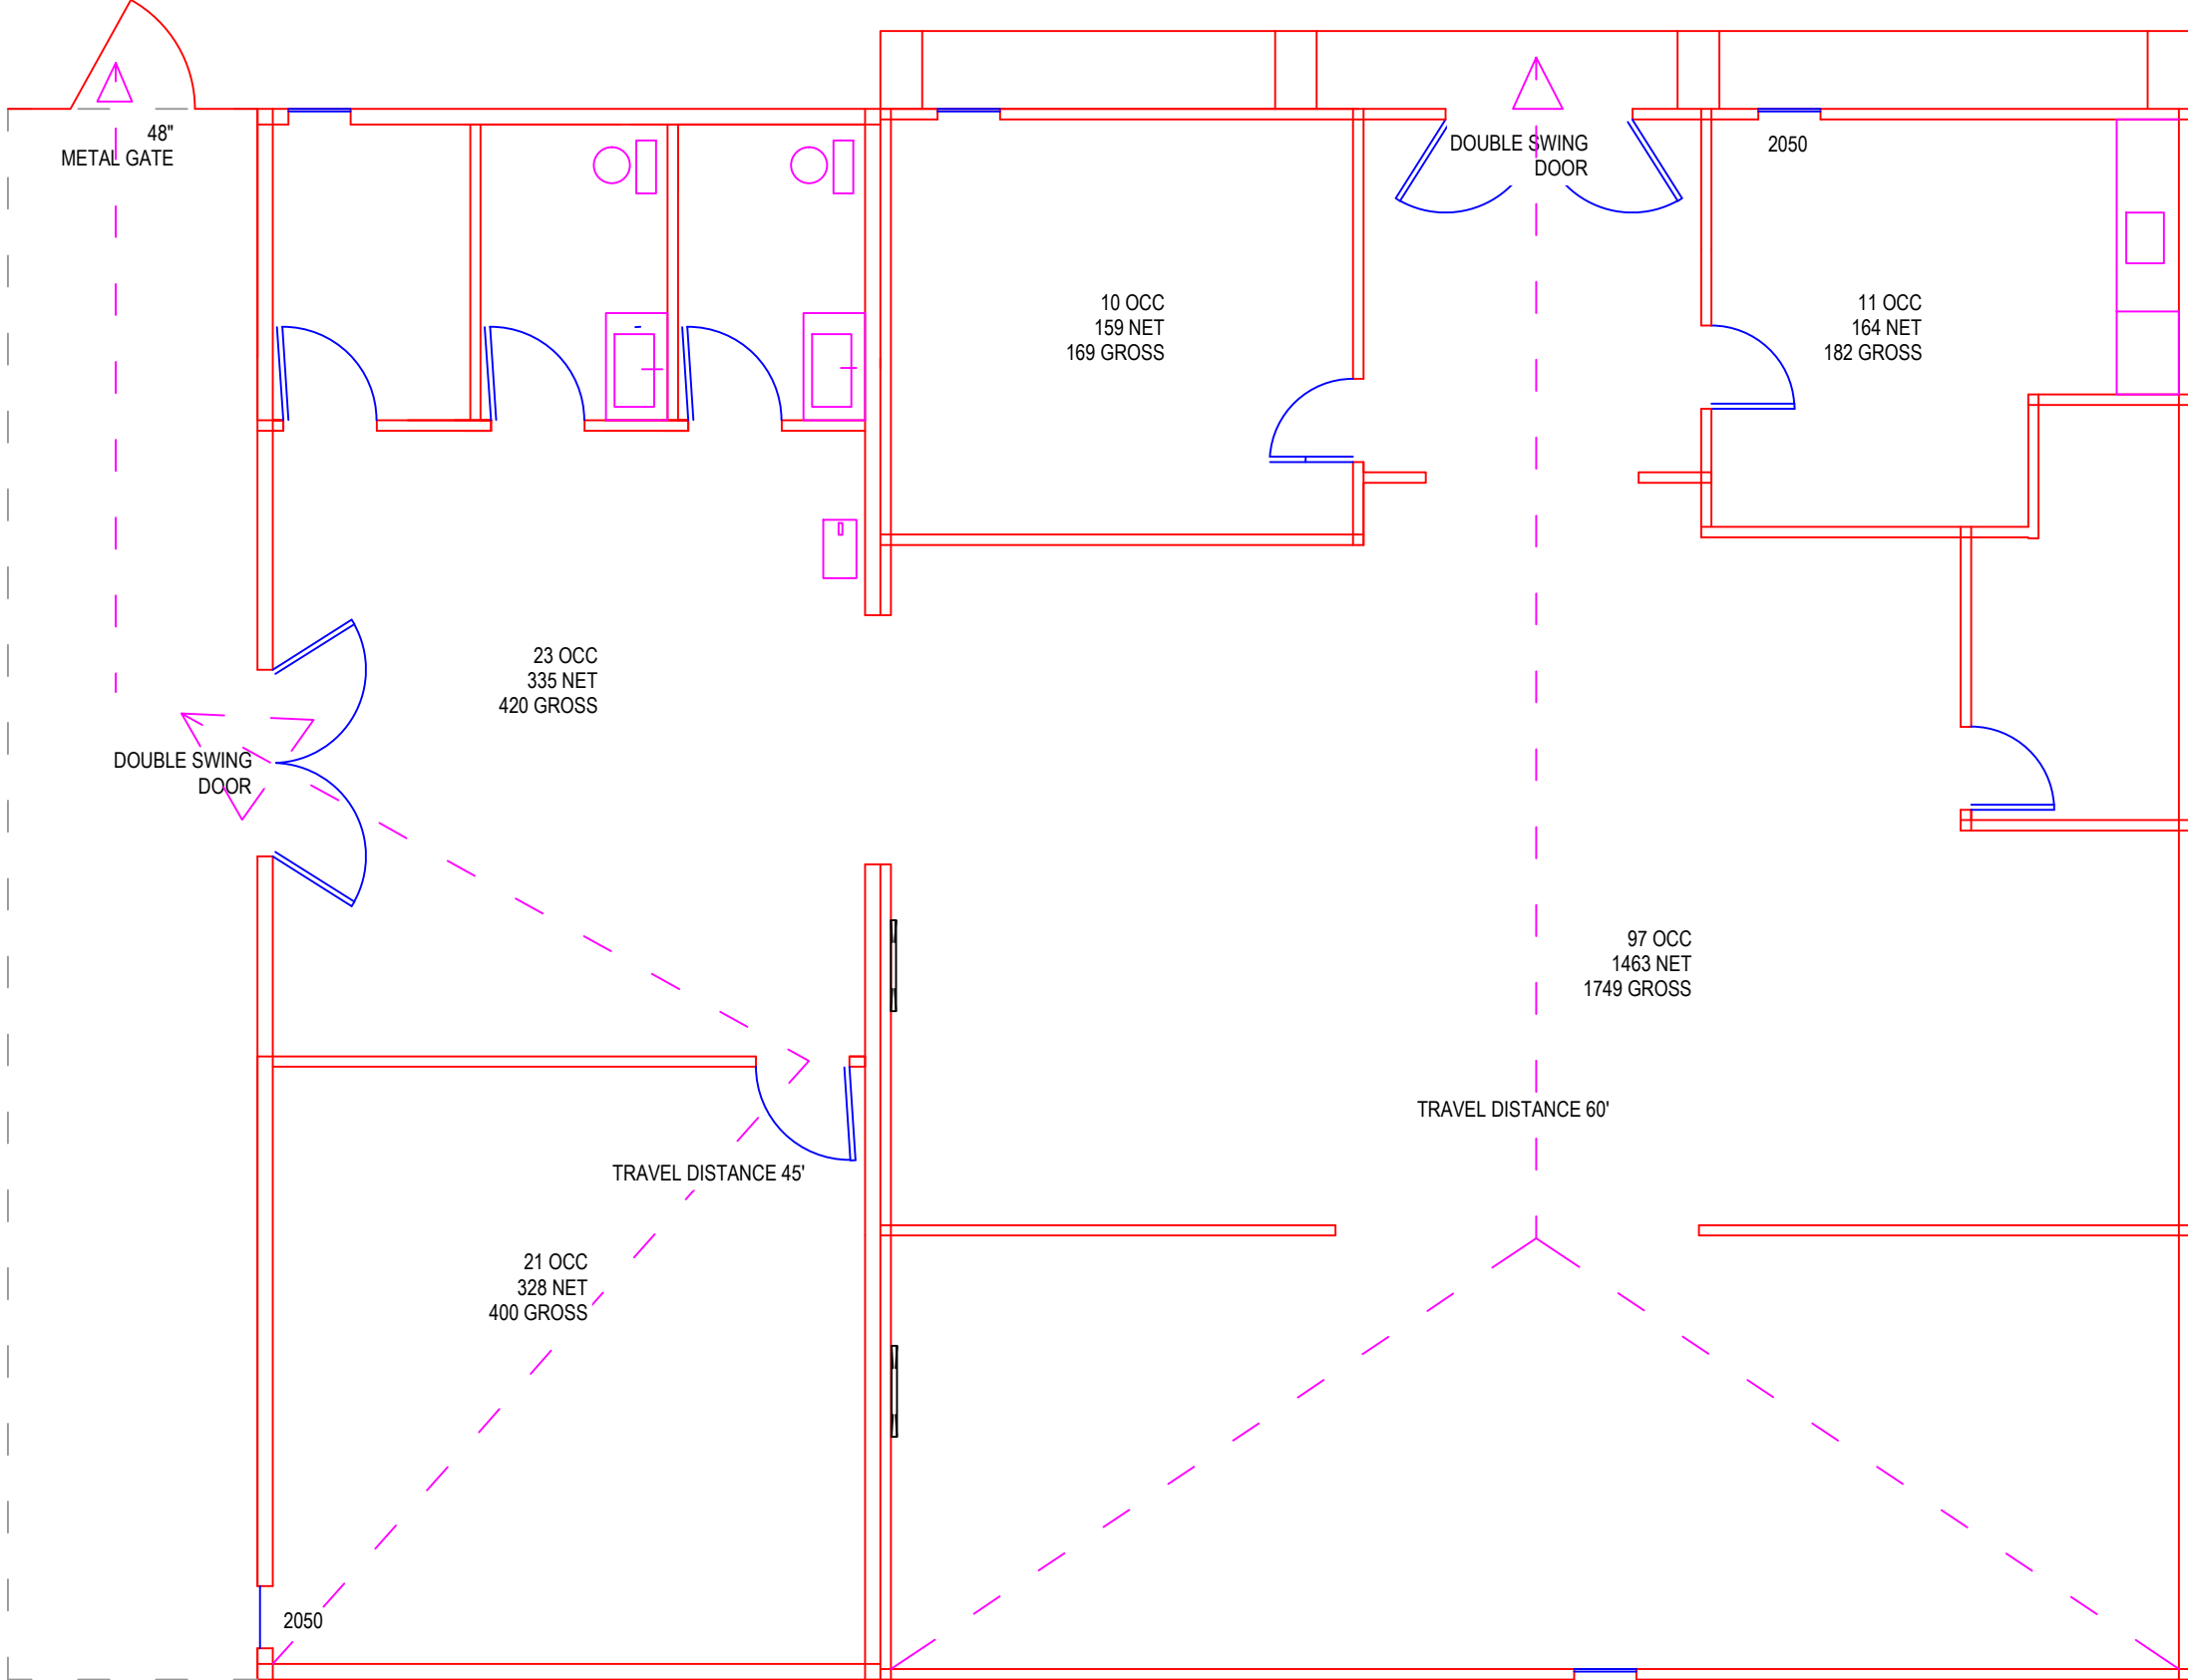 48"
METAL GATE
DOUBLE SWING
DOOR
2050
10 OCC
159 NET
169 GROSS
11 OCC
164 NET
182 GROSS
23 OCC
335 NET
420 GROSS
DOUBLE SWING
DOOR
97 OCC
1463 NET
1749 GROSS
TRAVEL DISTANCE 60'
TRAVEL DISTANCE 45'
21 OCC
328 NET
400 GROSS
2050